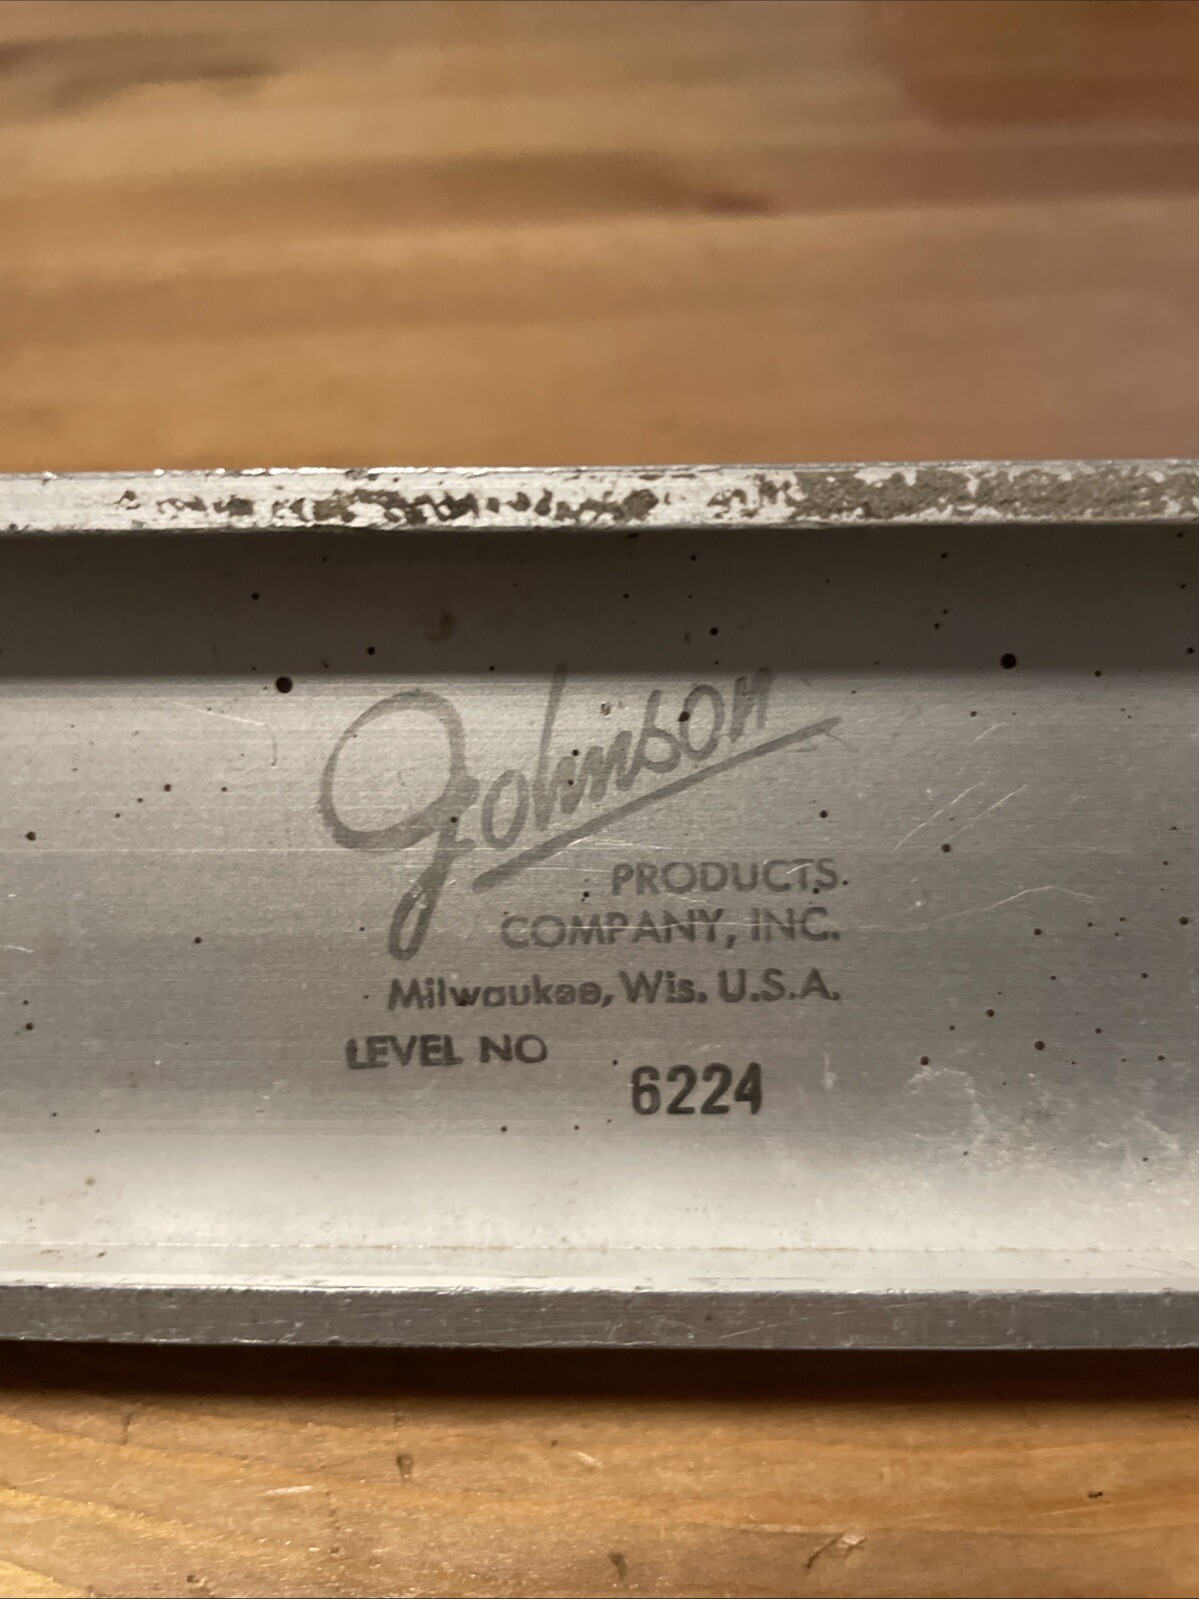 Johnson
PRODUCTS
COMPANY, INC.
Milwaukee, Wis. U.S.A.
LEVEL NO
6224